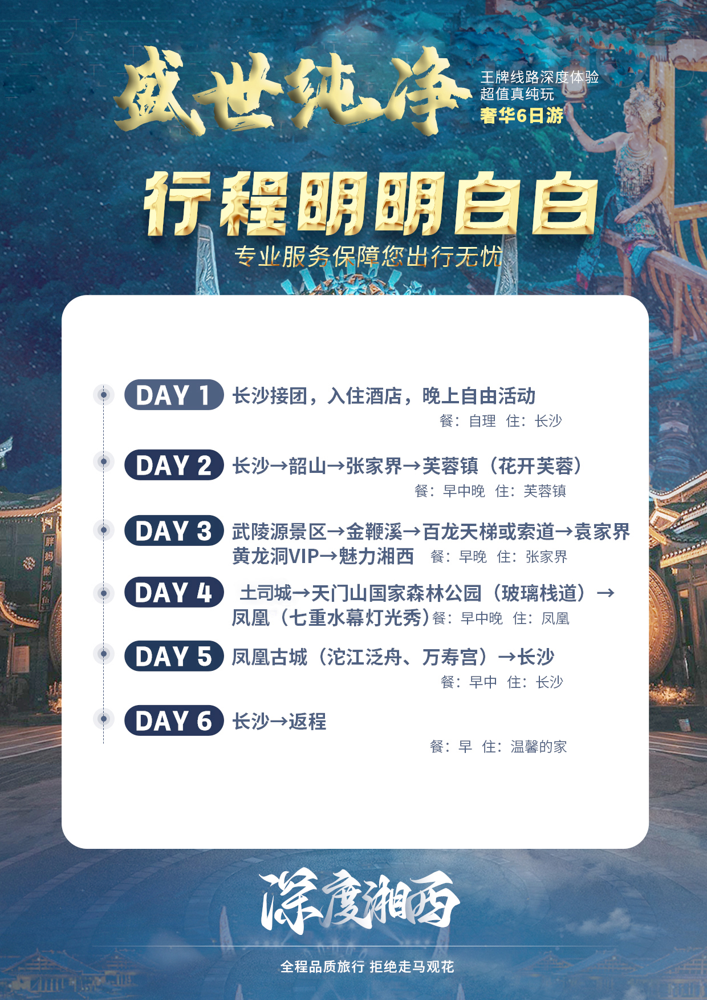 盛世纯净
王牌线路深度体验
超值真纯玩
奢华6日游
行程明明白白
专业服务保障您出行无忧
DAY 1 长沙接团，入住酒店，晚上自由活动
餐：自理 住：长沙
DAY 2 长沙→韶山→张家界→芙蓉镇（花开芙蓉）
餐：早中晚 住：芙蓉镇
DAY 3 武陵源景区→金鞭溪→百龙天梯或索道→袁家界
黄龙洞VIP→魅力湘西 餐：早晚 住：张家界
DAY 4 土司城→天门山国家森林公园（玻璃栈道）→
凤凰（七重水幕灯光秀）餐：早中晚 住：凤凰
DAY 5 凤凰古城（沱江泛舟、万寿宫）→长沙
餐：早中 住：长沙
DAY 6 长沙→返程
餐：早 住：温馨的家
胖妈酸汤鱼
深度湘西
全程品质旅行 拒绝走马观花